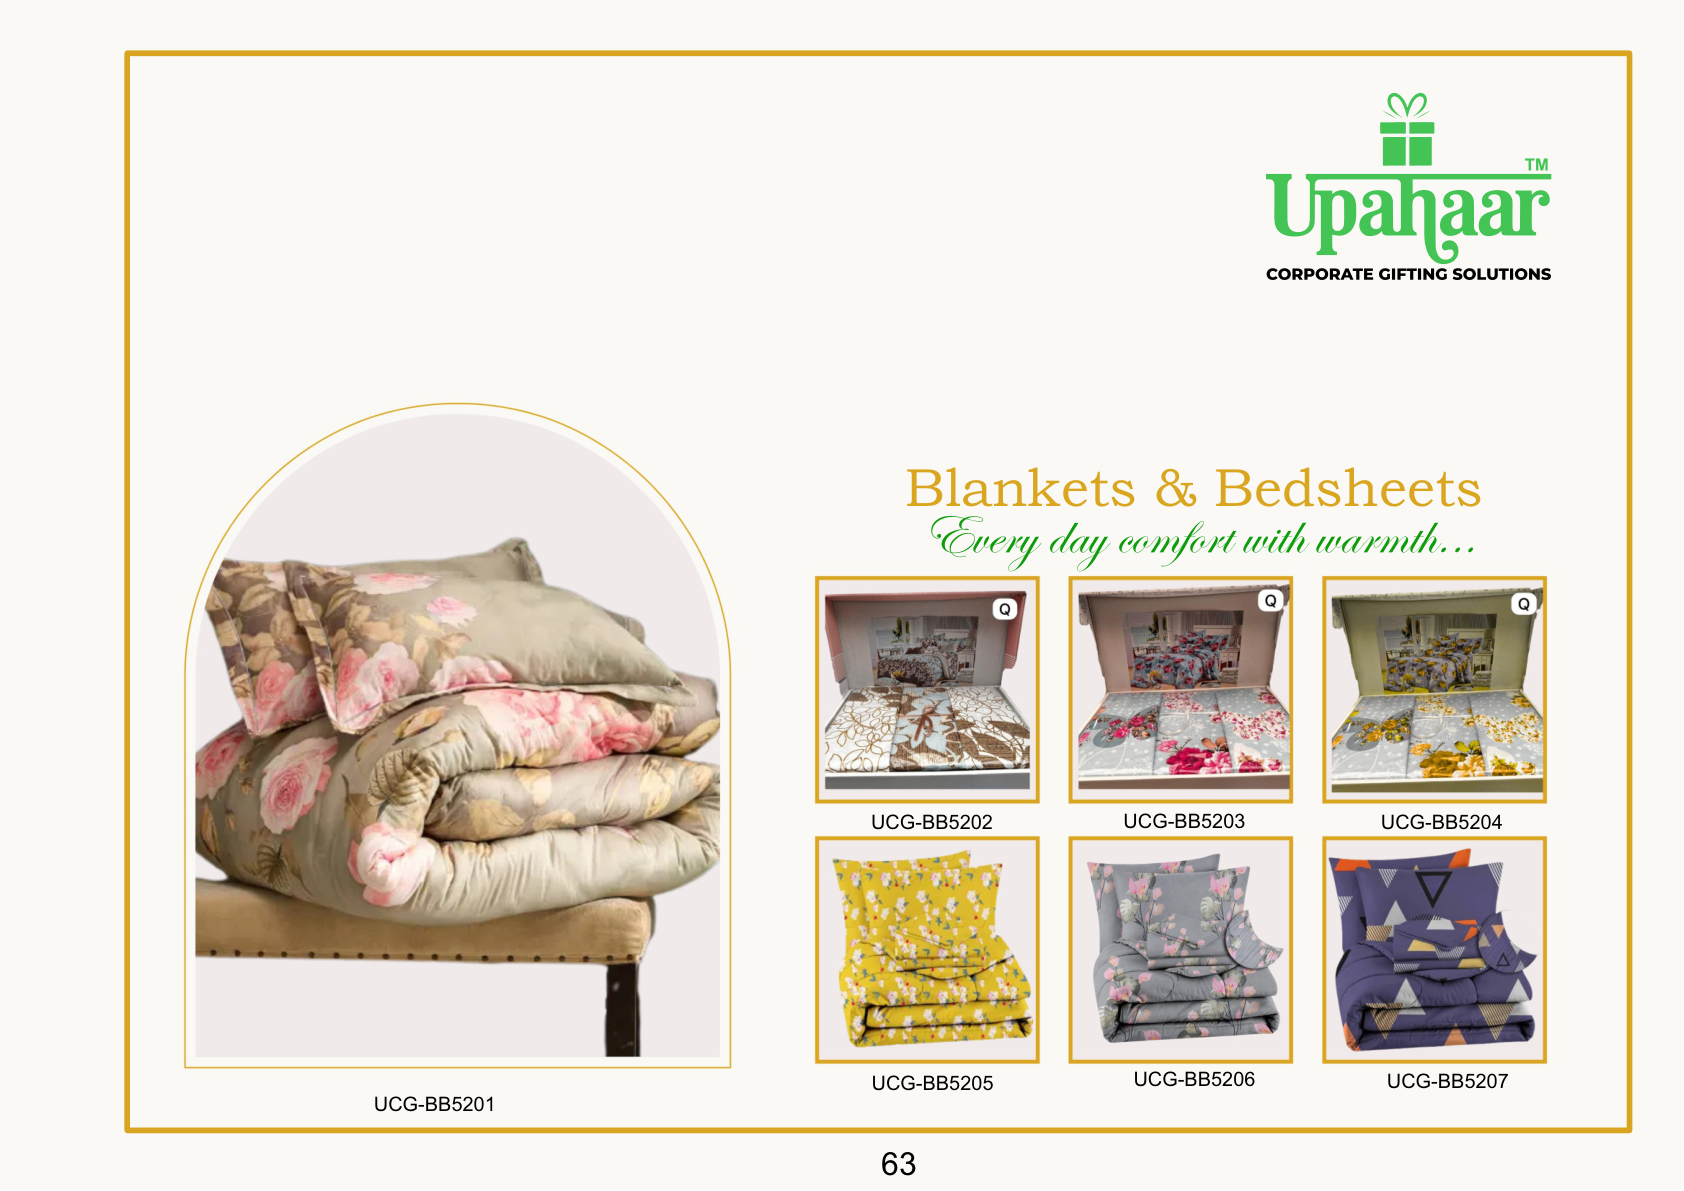 Upahaar TM
CORPORATE GIFTING SOLUTIONS
Blankets & Bedsheets
Every day comfort with warmth...
Q
Q
Q
UCG-BB5202
UCG-BB5203
UCG-BB5204
UCG-BB5205
UCG-BB5206
UCG-BB5207
UCG-BB5201
63